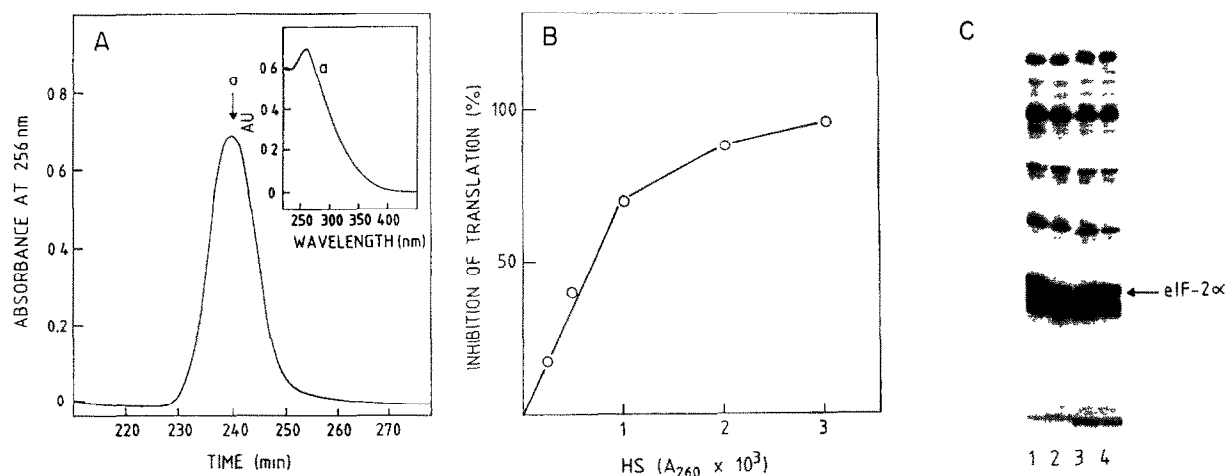 A
ABSORBANCE AT 256 nm
0.8
0.6
0.4
0.2
0
220 230 240 250 260 270
TIME (min)
a
AU
0.6
0.4
0.2
0
a
250 300 350 400
WAVELENGTH (nm)
B
INHIBITION OF TRANSLATION (%)
100
50
1 2 3
HS (A260 x 10³)
C
eIF-2α
1 2 3 4